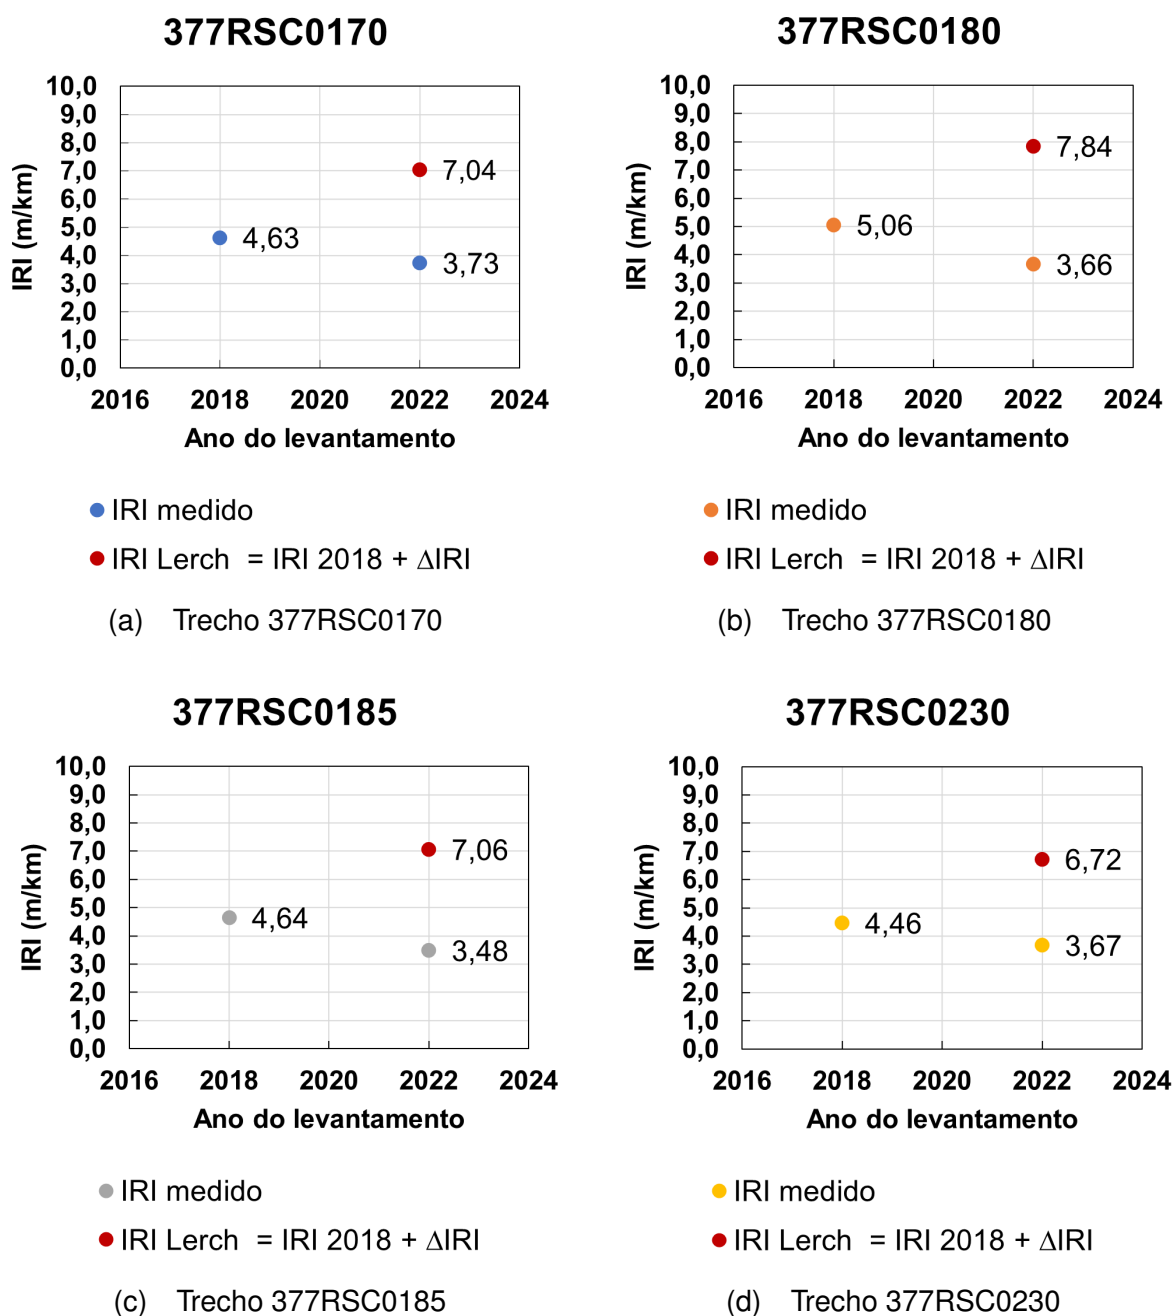 377RSC0170
10,0
9,0
8,0
7,0
6,0
5,0
4,0
3,0
2,0
1,0
0,0
IRI (m/km)
7,04
4,63
3,73
2016 2018 2020 2022 2024
Ano do levantamento
IRI medido
IRI Lerch = IRI 2018 + ΔIRI
(a) Trecho 377RSC0170
377RSC0180
10,0
9,0
8,0
7,0
6,0
5,0
4,0
3,0
2,0
1,0
0,0
IRI (m/km)
7,84
5,06
3,66
2016 2018 2020 2022 2024
Ano do levantamento
IRI medido
IRI Lerch = IRI 2018 + ΔIRI
(b) Trecho 377RSC0180
377RSC0185
10,0
9,0
8,0
7,0
6,0
5,0
4,0
3,0
2,0
1,0
0,0
IRI (m/km)
7,06
4,64
3,48
2016 2018 2020 2022 2024
Ano do levantamento
IRI medido
IRI Lerch = IRI 2018 + ΔIRI
(c) Trecho 377RSC0185
377RSC0230
10,0
9,0
8,0
7,0
6,0
5,0
4,0
3,0
2,0
1,0
0,0
IRI (m/km)
6,72
4,46
3,67
2016 2018 2020 2022 2024
Ano do levantamento
IRI medido
IRI Lerch = IRI 2018 + ΔIRI
(d) Trecho 377RSC0230